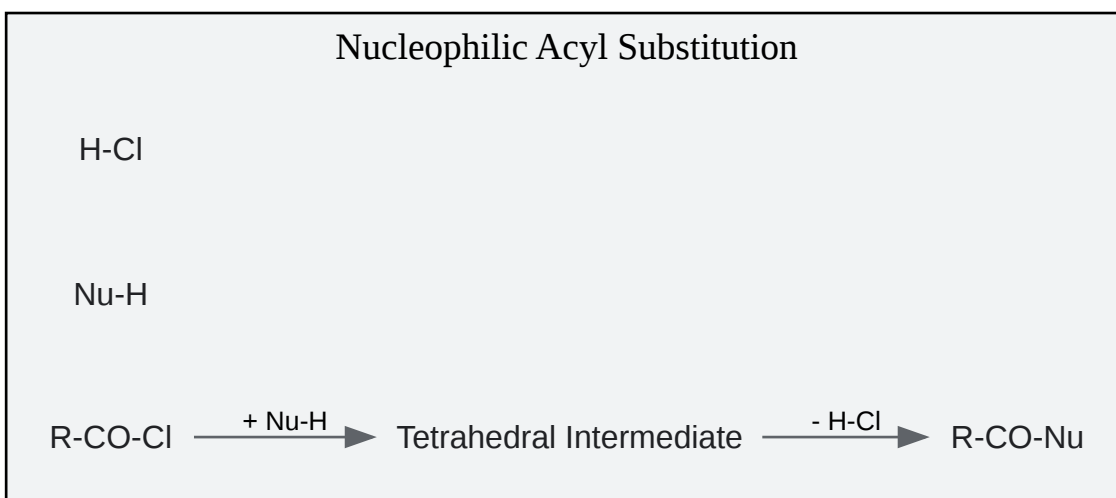 Nucleophilic Acyl Substitution
H-Cl
Nu-H
R-CO-Cl
+ Nu-H
Tetrahedral Intermediate
- H-Cl
R-CO-Nu